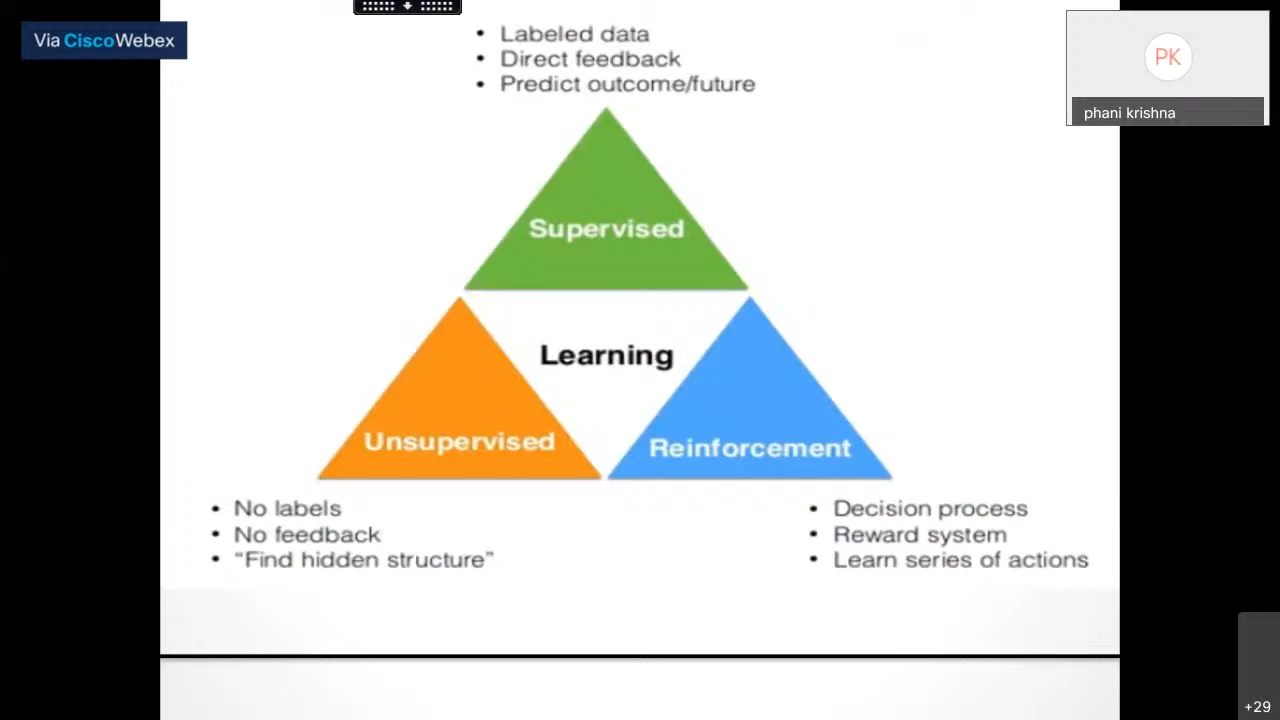 Via CiscoWebex
• Labeled data
• Direct feedback
• Predict outcome/future
PK
phani krishna
Supervised
Learning
Unsupervised
Reinforcement
• No labels
• No feedback
• “Find hidden structure”
• Decision process
• Reward system
• Learn series of actions
+29